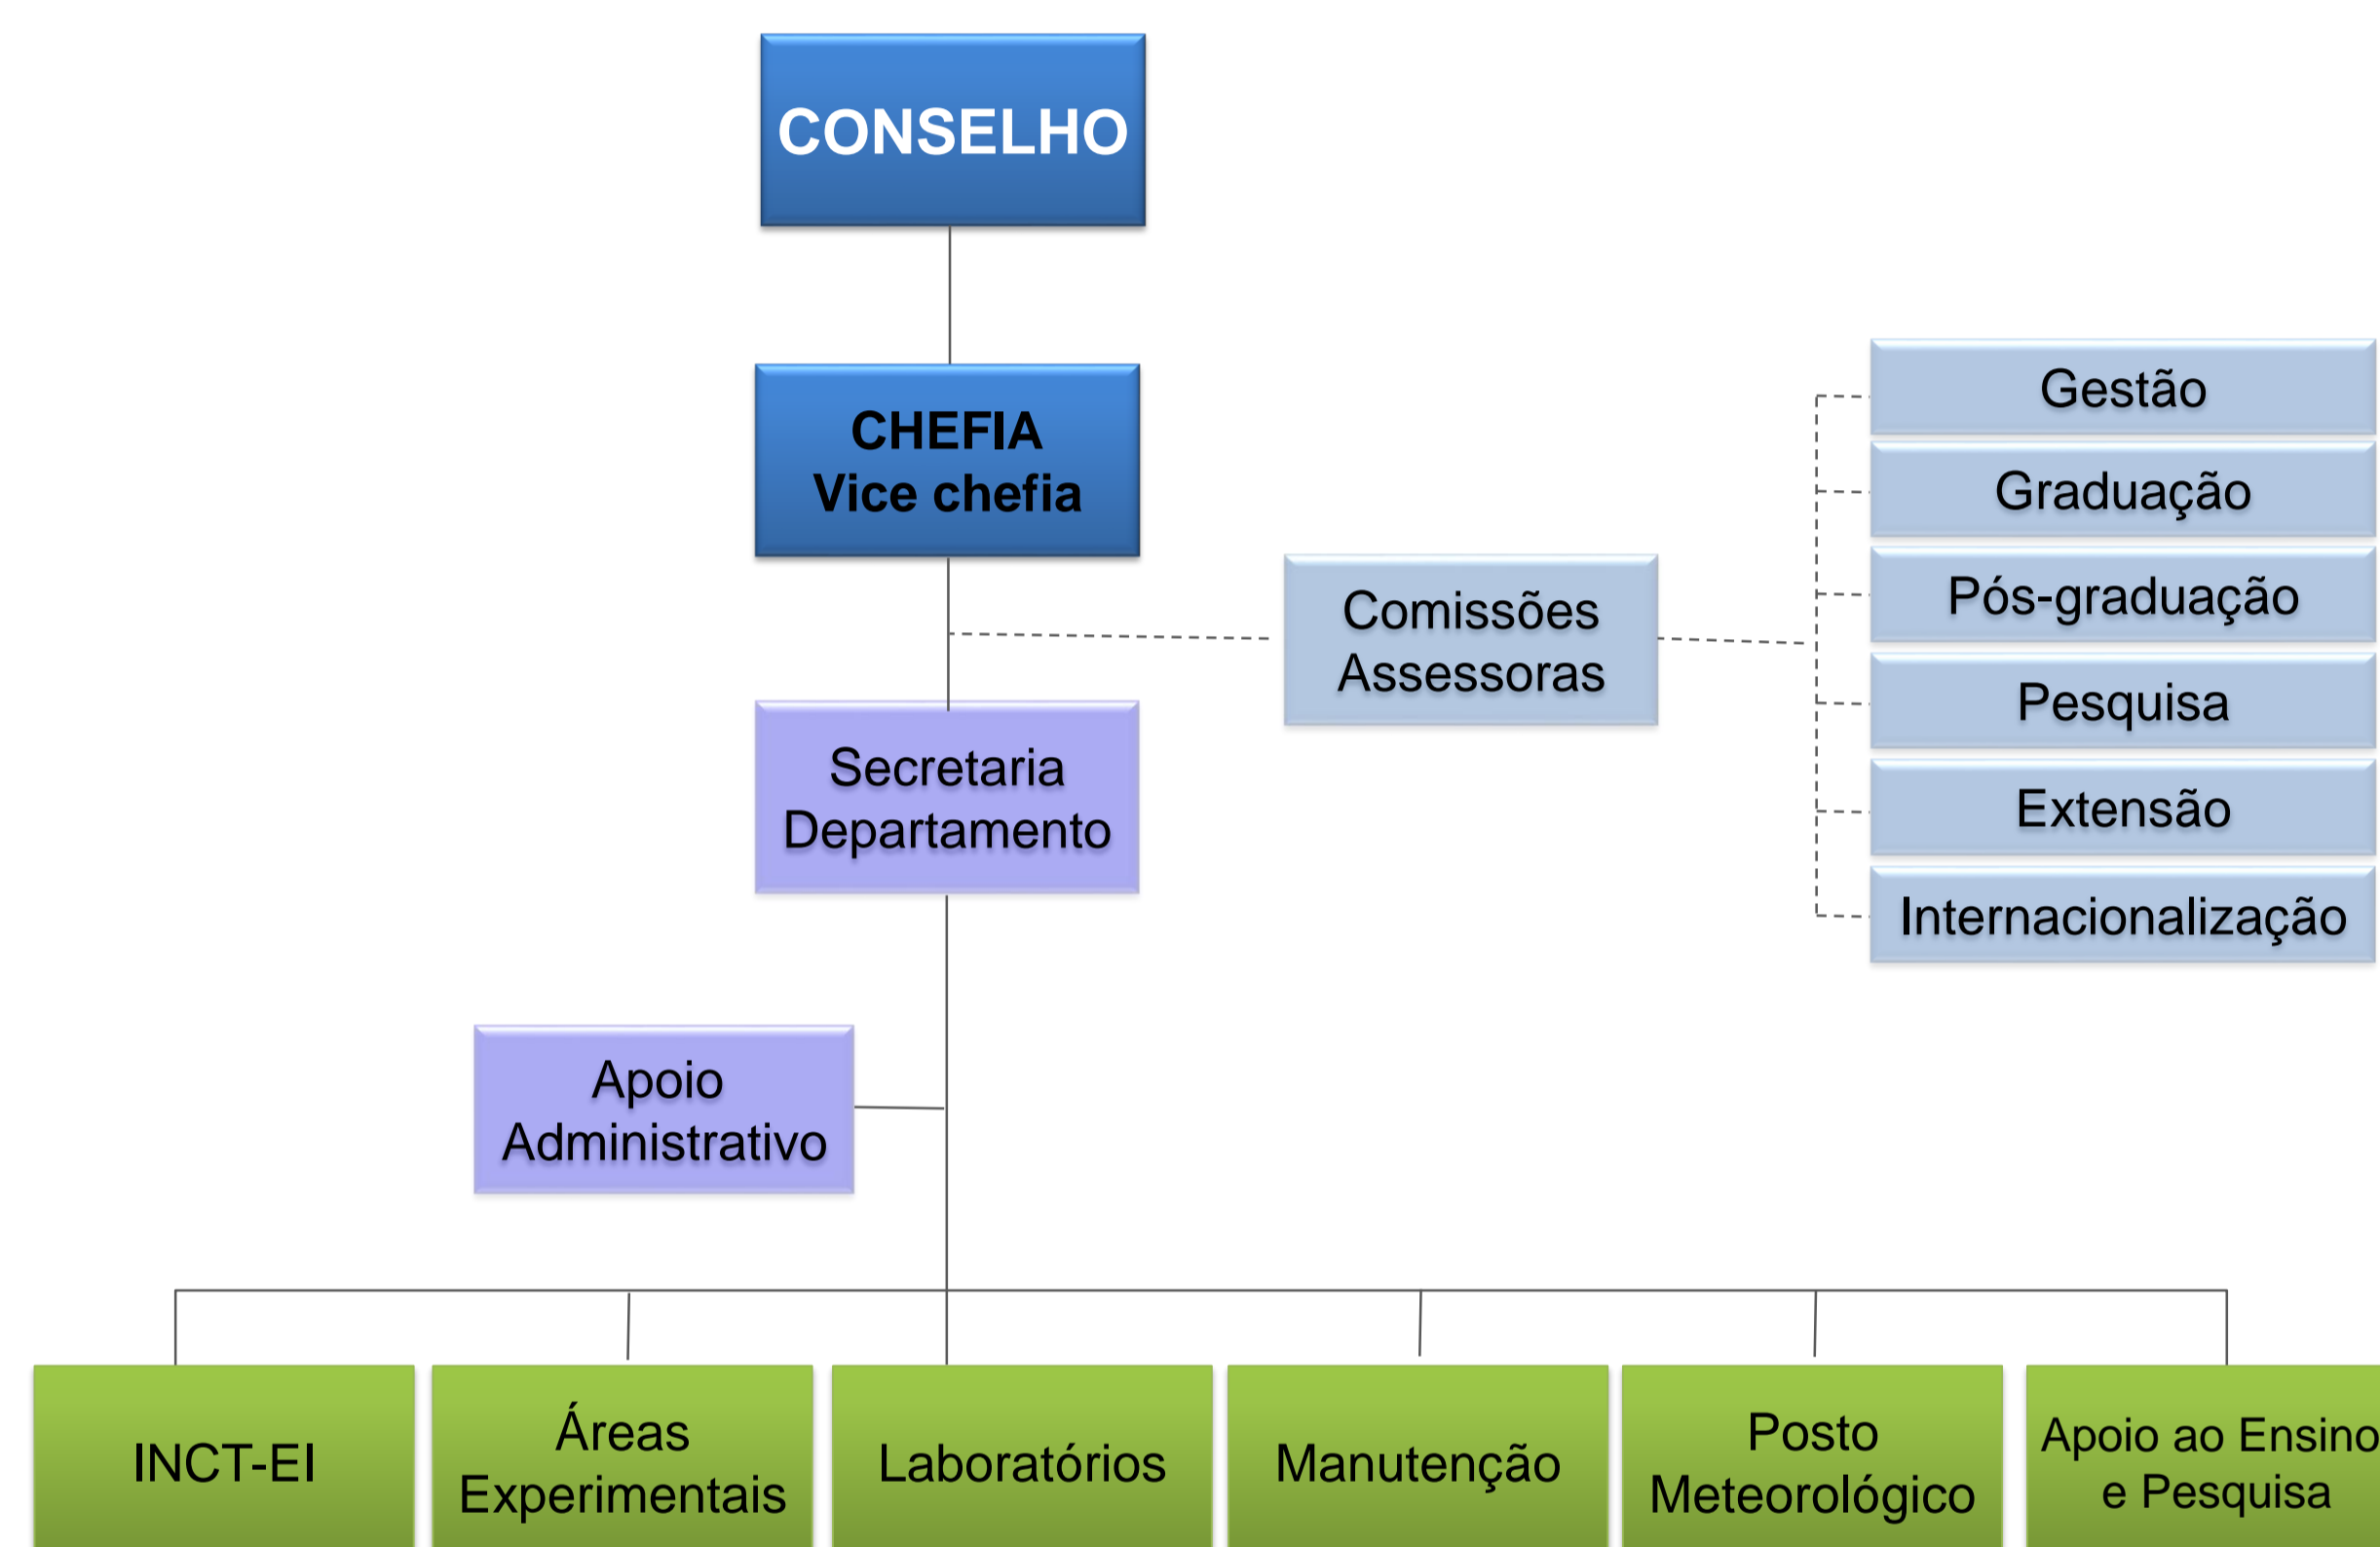 CONSELHO
CHEFIA
Vice chefia
Comissões
Assessoras
Gestão
Graduação
Pós-graduação
Pesquisa
Extensão
Internacionalização
Secretaria
Departamento
Apoio
Administrativo
INCT-EI
Áreas
Experimentais
Laboratórios
Manutenção
Posto
Meteorológico
Apoio ao Ensino
e Pesquisa